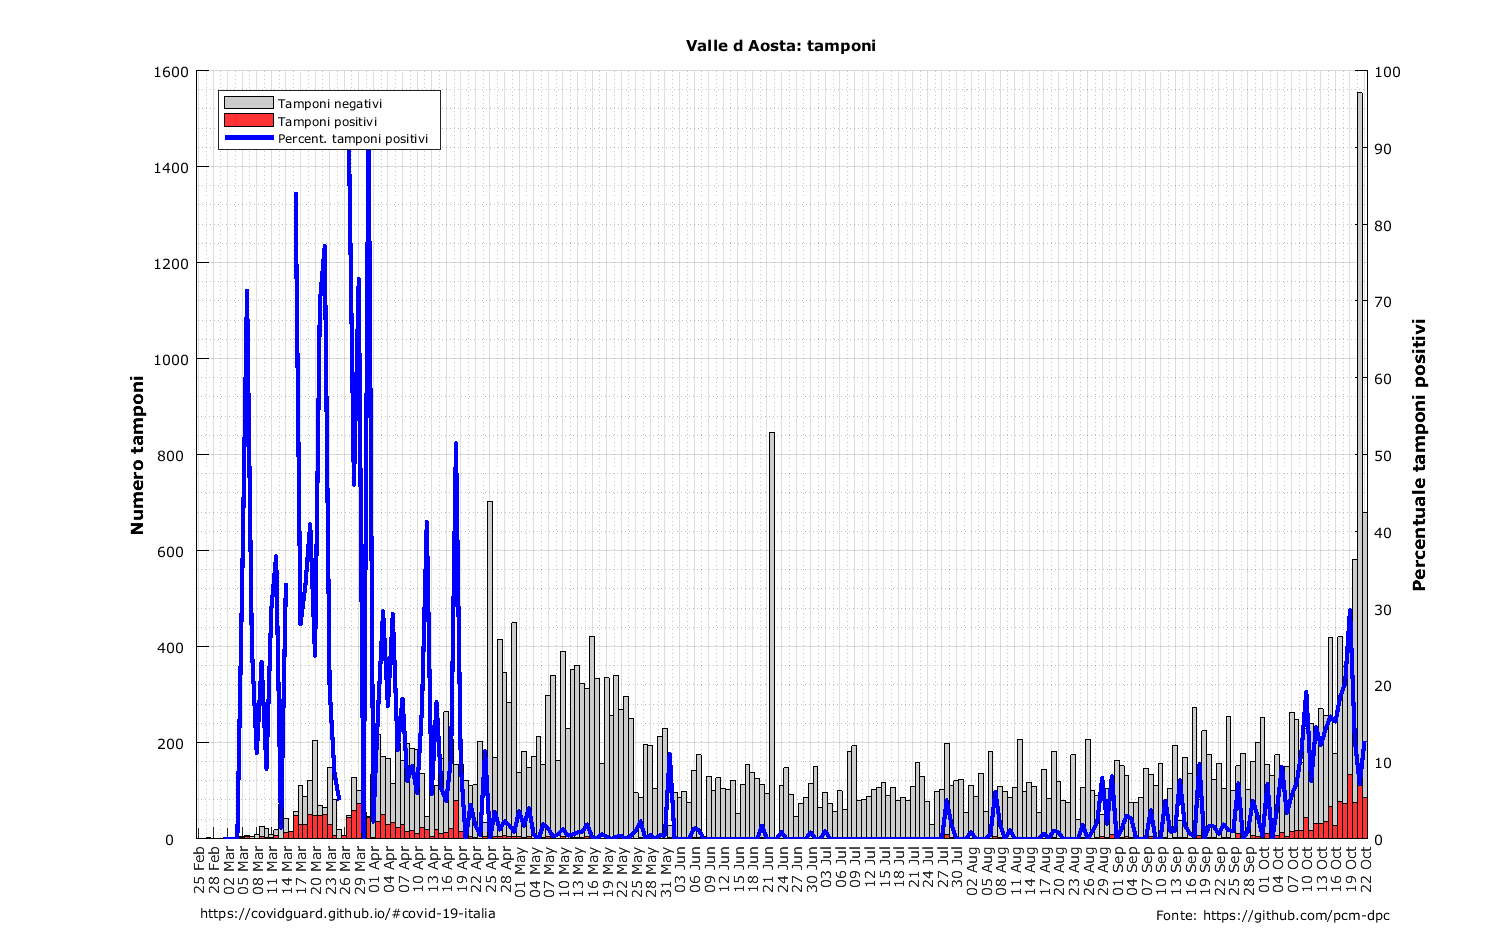 Valle d Aosta: tamponi
Tamponi negativi
Tamponi positivi
Percent. tamponi positivi
Numero tamponi
1600
1400
1200
1000
800
600
400
200
0
Percentuale tamponi positivi
100
90
80
70
60
50
40
30
20
10
0
25 Feb
28 Feb
02 Mar
05 Mar
08 Mar
11 Mar
14 Mar
17 Mar
20 Mar
23 Mar
26 Mar
29 Mar
01 Apr
04 Apr
07 Apr
10 Apr
13 Apr
16 Apr
19 Apr
22 Apr
25 Apr
28 Apr
01 May
04 May
07 May
10 May
13 May
16 May
19 May
22 May
25 May
28 May
31 May
03 Jun
06 Jun
09 Jun
12 Jun
15 Jun
18 Jun
21 Jun
24 Jun
27 Jun
30 Jun
03 Jul
06 Jul
09 Jul
12 Jul
15 Jul
18 Jul
21 Jul
24 Jul
27 Jul
30 Jul
02 Aug
05 Aug
08 Aug
11 Aug
14 Aug
17 Aug
20 Aug
23 Aug
26 Aug
29 Aug
01 Sep
04 Sep
07 Sep
10 Sep
13 Sep
16 Sep
19 Sep
22 Sep
25 Sep
28 Sep
01 Oct
04 Oct
07 Oct
10 Oct
13 Oct
16 Oct
19 Oct
22 Oct
https://covidguard.github.io/#covid-19-italia
Fonte: https://github.com/pcm-dpc